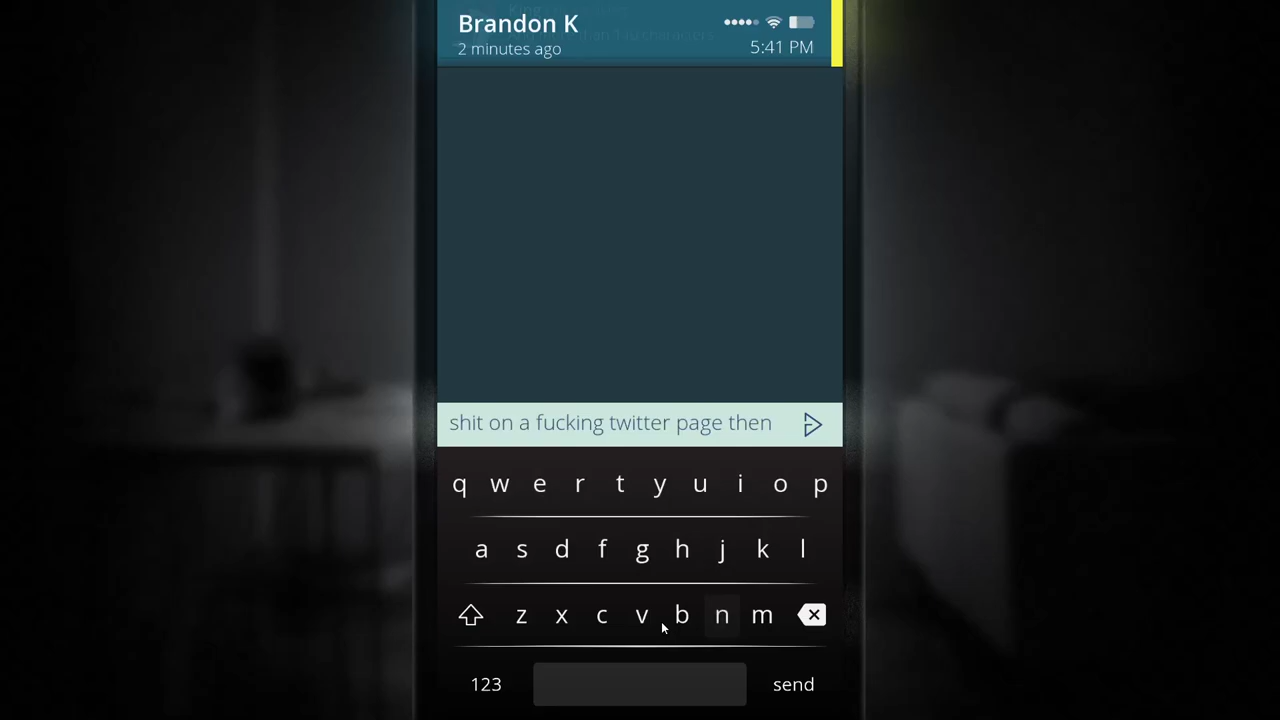 Brandon K
2 minutes ago
5:41 PM
shit on a fucking twitter page then
q w e r t y u i o p
a s d f g h j k l
z x c v b n m
123 send